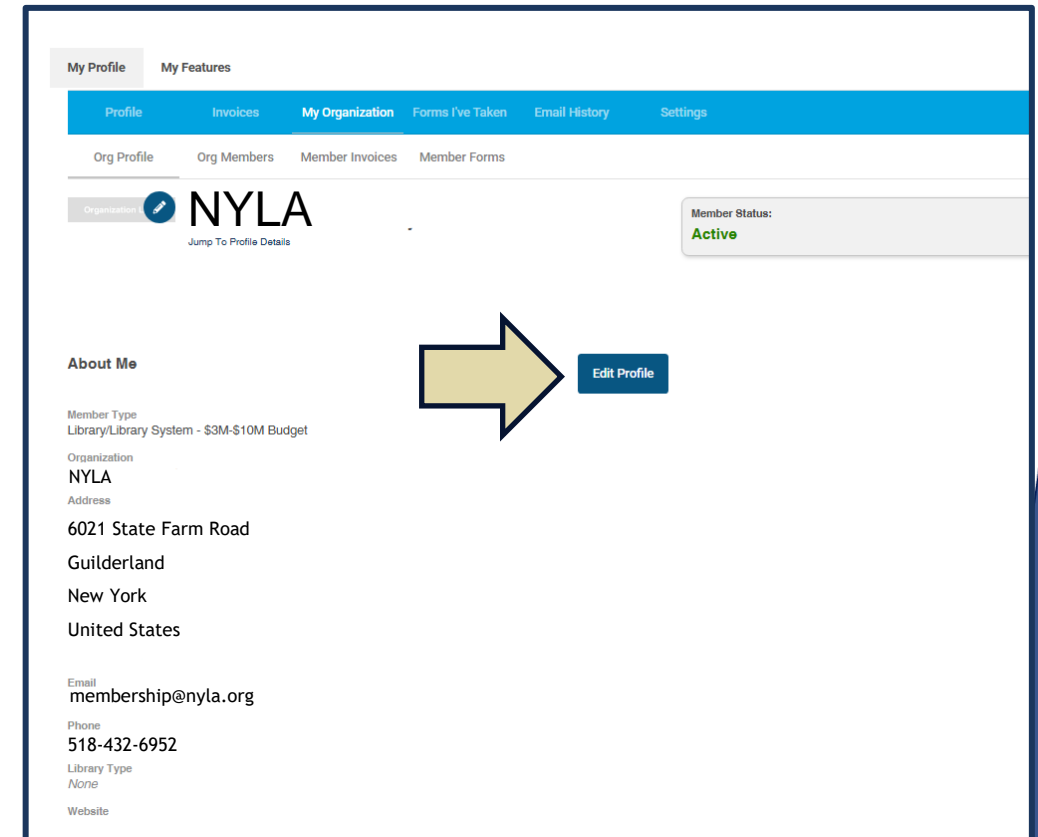 My Profile My Features
Profile Invoices My Organization Forms I've Taken Email History Settings
Org Profile Org Members Member Invoices Member Forms
Organization
NYLA
Jump To Profile Details
Member Status:
Active
About Me
Edit Profile
Member Type
Library/Library System - $3M-$10M Budget
Organization
NYLA
Address
6021 State Farm Road
Guilderland
New York
United States
Email
membership@nyla.org
Phone
518-432-6952
Library Type
None
Website